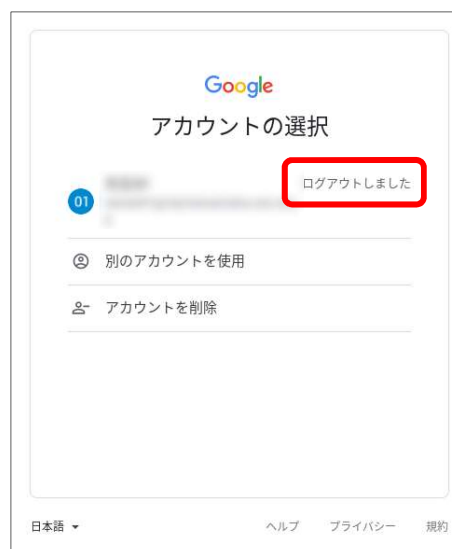 Google
アカウントの選択
ログアウトしました
01
別のアカウントを使用
アカウントを削除
日本語
ヘルプ プライバシー 規約